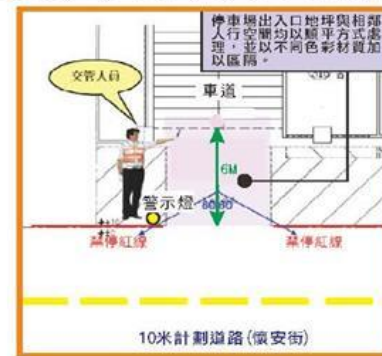 停車場出入口地坪與相鄰
人行空間均以順平方式處
理，並以不同色彩材質加
以區隔。
交管人員
車道
6M
警示燈
60 60
禁停紅線
禁停紅線
10米計劃道路(懷安街)